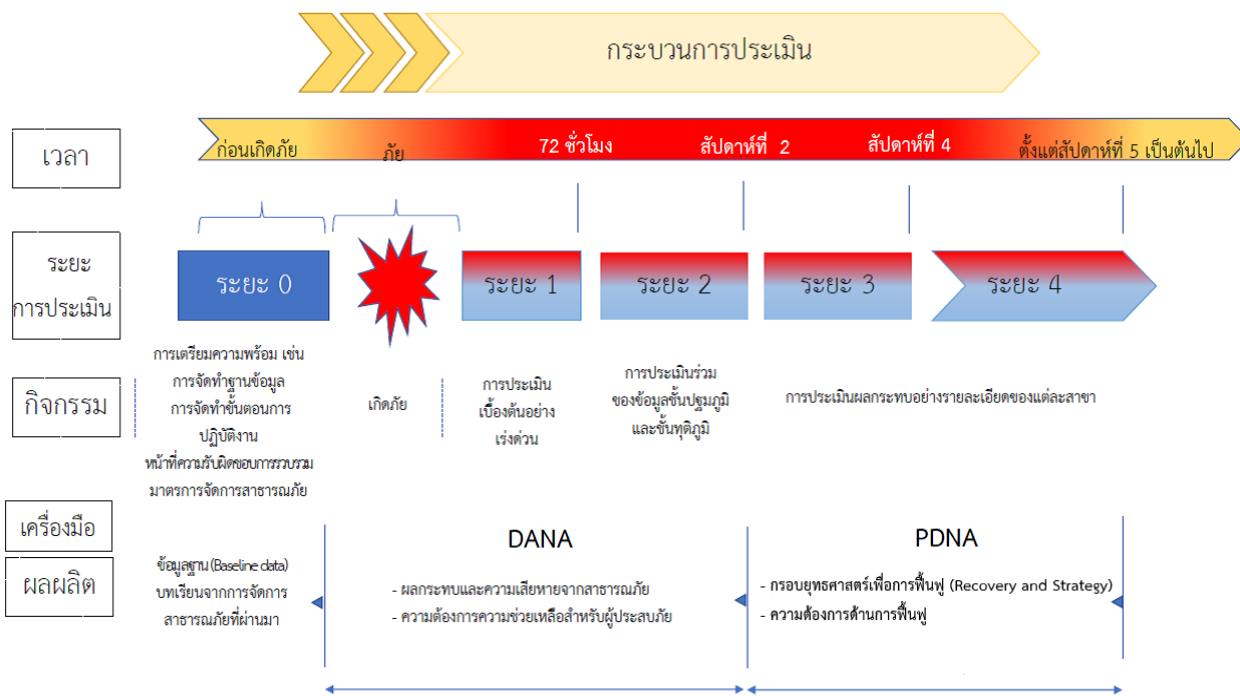 กระบวนการประเมิน
เวลา
ก่อนเกิดภัย
ภัย
72 ชั่วโมง
สัปดาห์ที่ 2
สัปดาห์ที่ 4
ตั้งแต่สัปดาห์ที่ 5 เป็นต้นไป
ระยะ
การประเมิน
ระยะ 0
ระยะ 1
ระยะ 2
ระยะ 3
ระยะ 4
กิจกรรม
การเตรียมความพร้อม เช่น
การจัดทำฐานข้อมูล
การจัดทำขั้นตอนการ
ปฏิบัติงาน
หน้าที่ความรับผิดขอบการรวบรวม
มาตรการจัดการสาธารณภัย
เกิดภัย
การประเมิน
เบื้องต้นอย่าง
เร่งด่วน
การประเมินร่วม
ของข้อมูลชั้นปฐมภูมิ
และชั้นทุติภูมิ
การประเมินผลกระทบอย่างรายละเอียดของแต่ละสาขา
เครื่องมือ
DANA
PDNA
ผลผลิต
ข้อมูลฐาน (Baseline data)
บทเรียนจากการจัดการ
สาธารณภัยที่ผ่านมา
- ผลกระทบและความเสียหายจากสาธารณภัย
- ความต้องการความช่วยเหลือสำหรับผู้ประสบภัย
- กรอบยุทธศาสตร์เพื่อการฟื้นฟู (Recovery and Strategy)
- ความต้องการด้านการฟื้นฟู